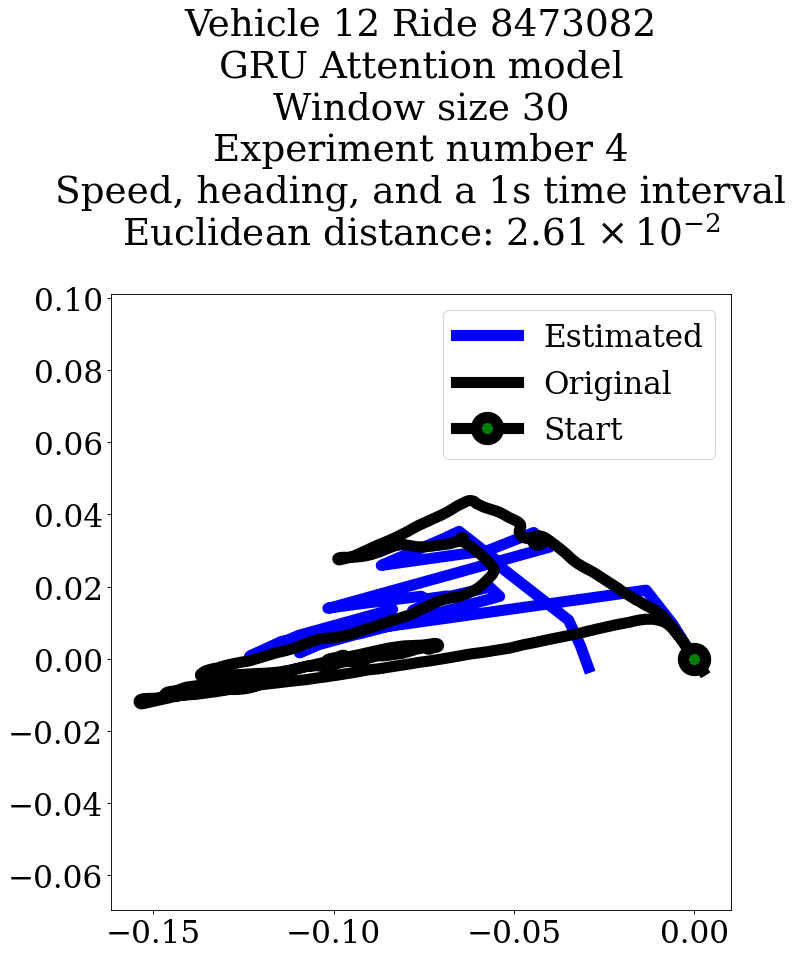 Vehicle 12 Ride 8473082
GRU Attention model
Window size 30
Experiment number 4
Speed, heading, and a 1s time interval
Euclidean distance: 2.61 × 10⁻²
Estimated
Original
Start
0.10
0.08
0.06
0.04
0.02
0.00
−0.02
−0.04
−0.06
−0.15 −0.10 −0.05 0.00